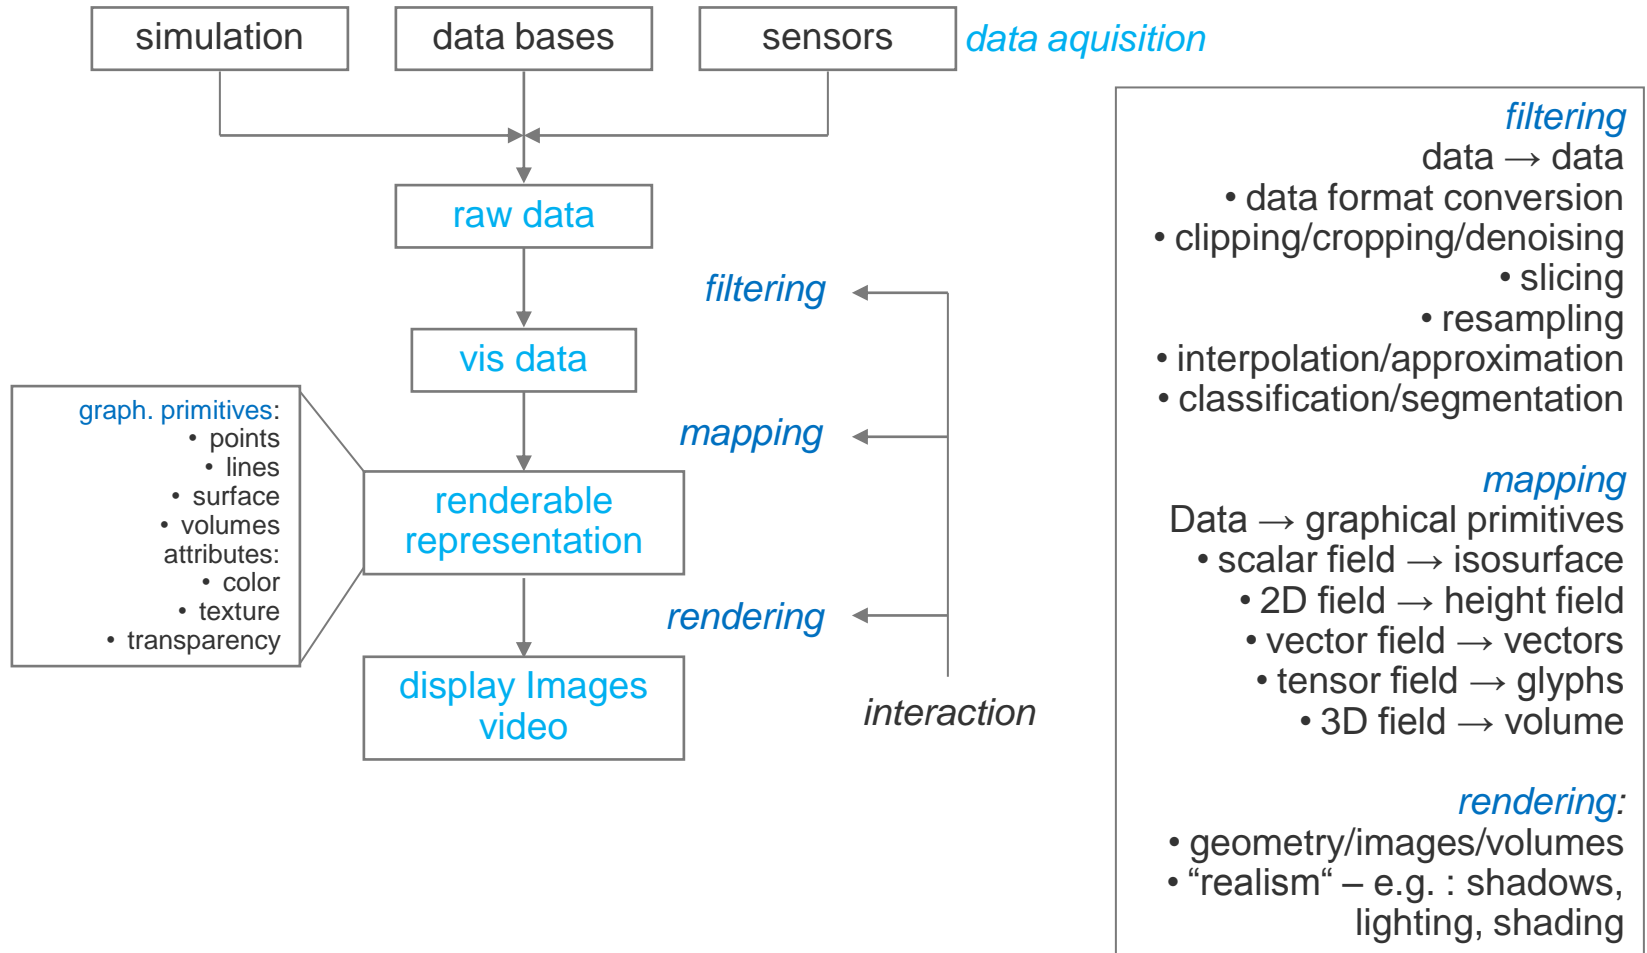 simulation
data bases
sensors
data aquisition
raw data
filtering
vis data
mapping
graph. primitives:
• points
• lines
• surface
• volumes
attributes:
• color
• texture
• transparency
renderable
representation
rendering
display Images
video
interaction
filtering
data → data
• data format conversion
• clipping/cropping/denoising
• slicing
• resampling
• interpolation/approximation
• classification/segmentation
mapping
Data → graphical primitives
• scalar field → isosurface
• 2D field → height field
• vector field → vectors
• tensor field → glyphs
• 3D field → volume
rendering:
• geometry/images/volumes
• “realism“ – e.g. : shadows,
lighting, shading